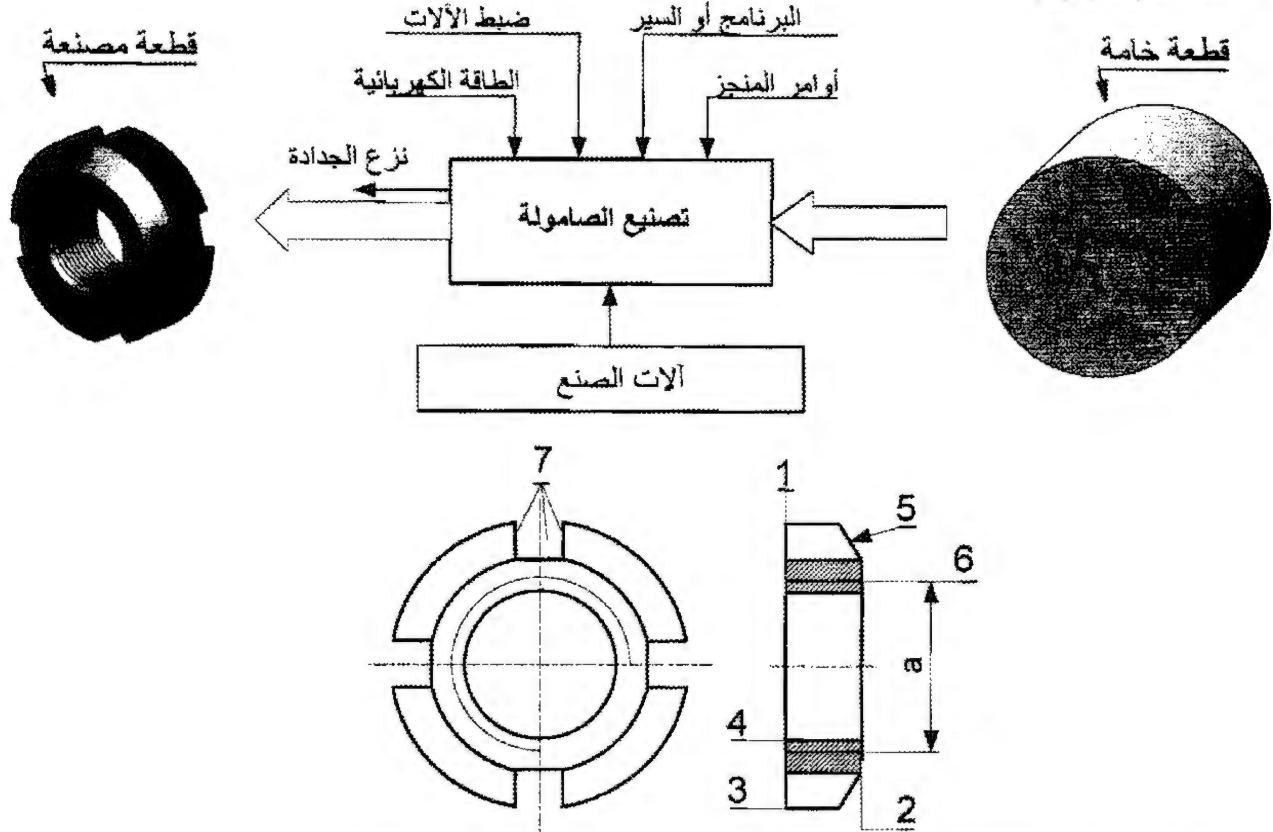 ضبط الآلات
البرنامج أو السير
قطعة مصنعة
قطعة خامة
الطاقة الكهربائية
أوامر المنجز
نزع الجدادة
تصنيع الصامولة
آلات الصنع
7
1
5
6
a
4
3
2